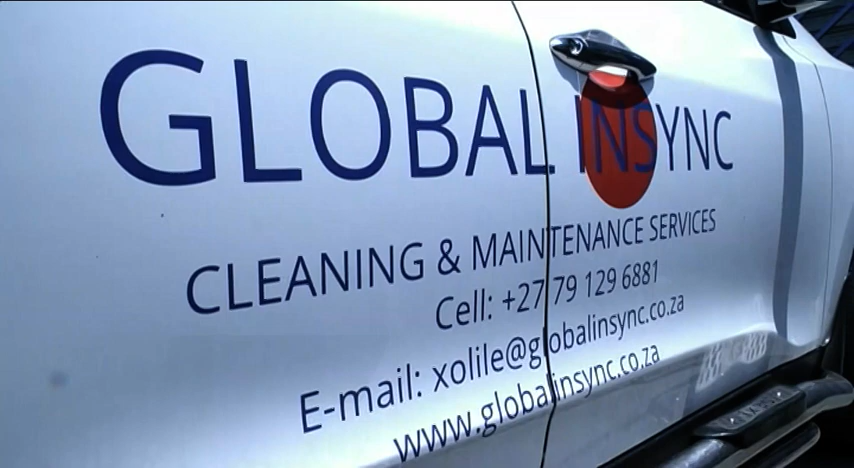 GLOBAL INSYNC
CLEANING & MAINTENANCE SERVICES
Cell: +27 79 129 6881
E-mail: xolile@globalinsync.co.za
www.globalinsync.co.za